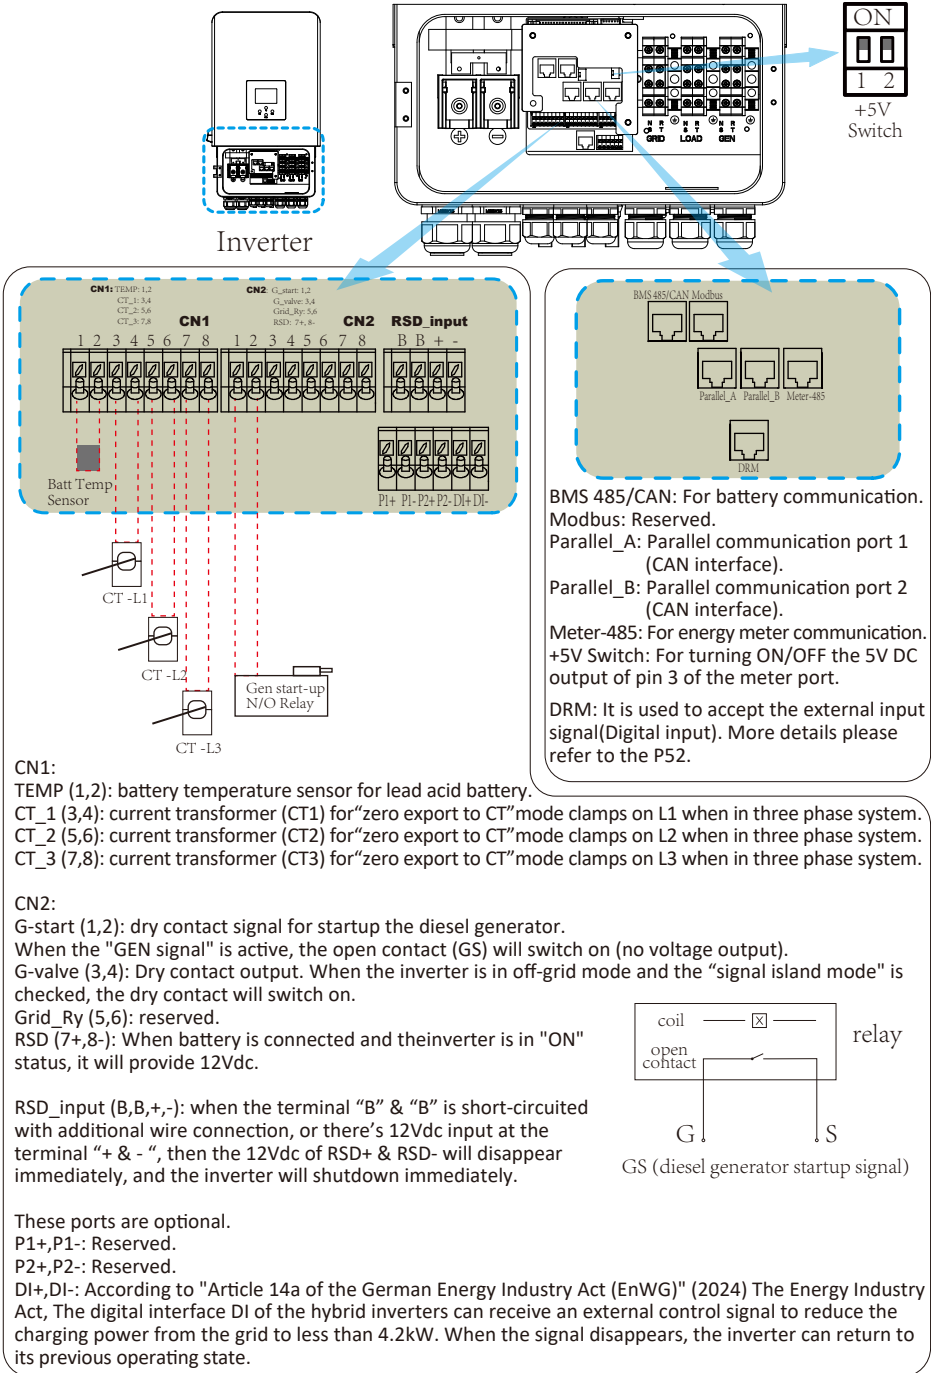 ON
1 2
+5V
Switch
N R N R N R
S T S T S T
GRID LOAD GEN
Inverter
CN1: TEMP: 1,2
CT_1: 3,4
CT_2: 5,6
CT_3: 7,8
CN1
CN2 G_start: 1,2
G_valve: 3,4
Grid_Ry: 5,6
RSD: 7+, 8-
CN2
RSD_input
1 2 3 4 5 6 7 8
1 2 3 4 5 6 7 8
B B + -
P1+ P1- P2+ P2- DI+ DI-
Batt Temp
Sensor
CT -L1
CT -L2
CT -L3
Gen start-up
N/O Relay
BMS 485/CAN Modbus
Parallel_A Parallel_B Meter-485
DRM
BMS 485/CAN: For battery communication.
Modbus: Reserved.
Parallel_A: Parallel communication port 1
(CAN interface).
Parallel_B: Parallel communication port 2
(CAN interface).
Meter-485: For energy meter communication.
+5V Switch: For turning ON/OFF the 5V DC
output of pin 3 of the meter port.
DRM: It is used to accept the external input
signal(Digital input). More details please
refer to the P52.
CN1:
TEMP (1,2): battery temperature sensor for lead acid battery.
CT_1 (3,4): current transformer (CT1) for“zero export to CT”mode clamps on L1 when in three phase system.
CT_2 (5,6): current transformer (CT2) for“zero export to CT”mode clamps on L2 when in three phase system.
CT_3 (7,8): current transformer (CT3) for“zero export to CT”mode clamps on L3 when in three phase system.
CN2:
G-start (1,2): dry contact signal for startup the diesel generator.
When the "GEN signal" is active, the open contact (GS) will switch on (no voltage output).
G-valve (3,4): Dry contact output. When the inverter is in off-grid mode and the “signal island mode" is
checked, the dry contact will switch on.
Grid_Ry (5,6): reserved.
RSD (7+,8-): When battery is connected and theinverter is in "ON"
status, it will provide 12Vdc.
coil
open
contact
relay
G S
GS (diesel generator startup signal)
RSD_input (B,B,+,-): when the terminal “B” & “B” is short-circuited
with additional wire connection, or there’s 12Vdc input at the
terminal “+ & - “, then the 12Vdc of RSD+ & RSD- will disappear
immediately, and the inverter will shutdown immediately.
These ports are optional.
P1+,P1-: Reserved.
P2+,P2-: Reserved.
DI+,DI-: According to "Article 14a of the German Energy Industry Act (EnWG)" (2024) The Energy Industry
Act, The digital interface DI of the hybrid inverters can receive an external control signal to reduce the
charging power from the grid to less than 4.2kW. When the signal disappears, the inverter can return to
its previous operating state.